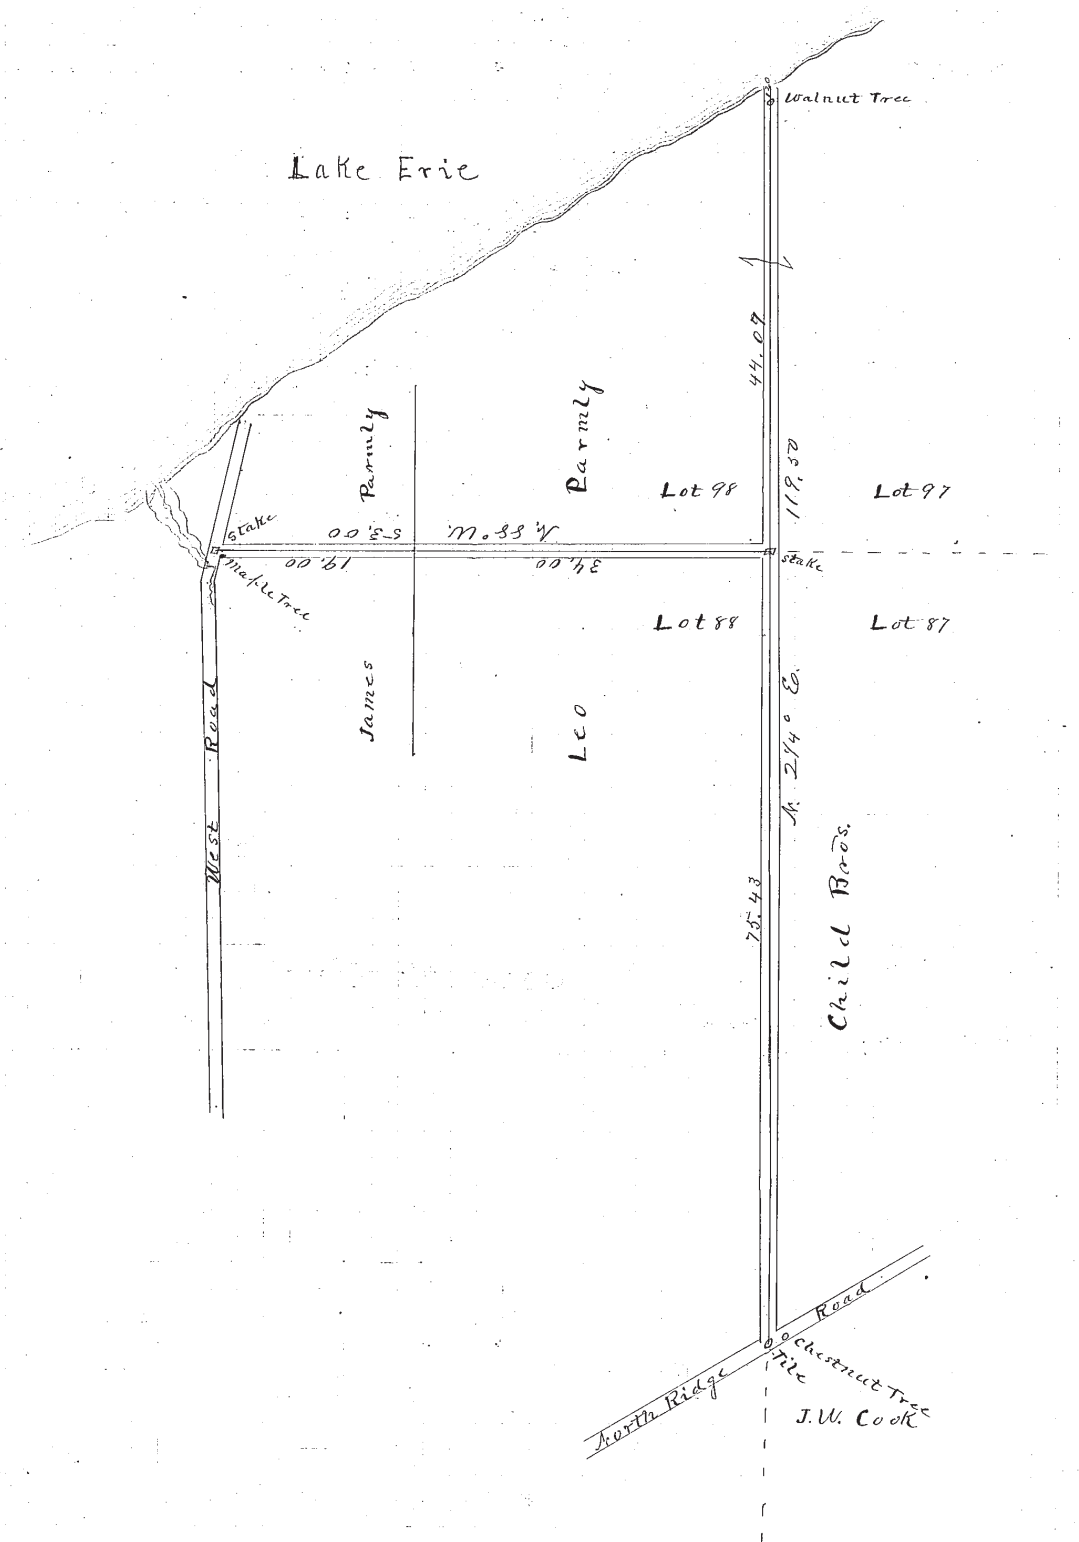 Walnut Tree
Lake Erie
44.07
119.50
Parmly
Parmly
Lot 98
Lot 97
stake
53.00
N. 88° W.
19.00
34.00
stake
Maple Tree
Lot 88
Lot 87
James
Leo
West Road
N. 2 1/4° E.
75.43
Child Bros.
North Ridge Road
Chestnut Tree
Tile
J.W. Cook